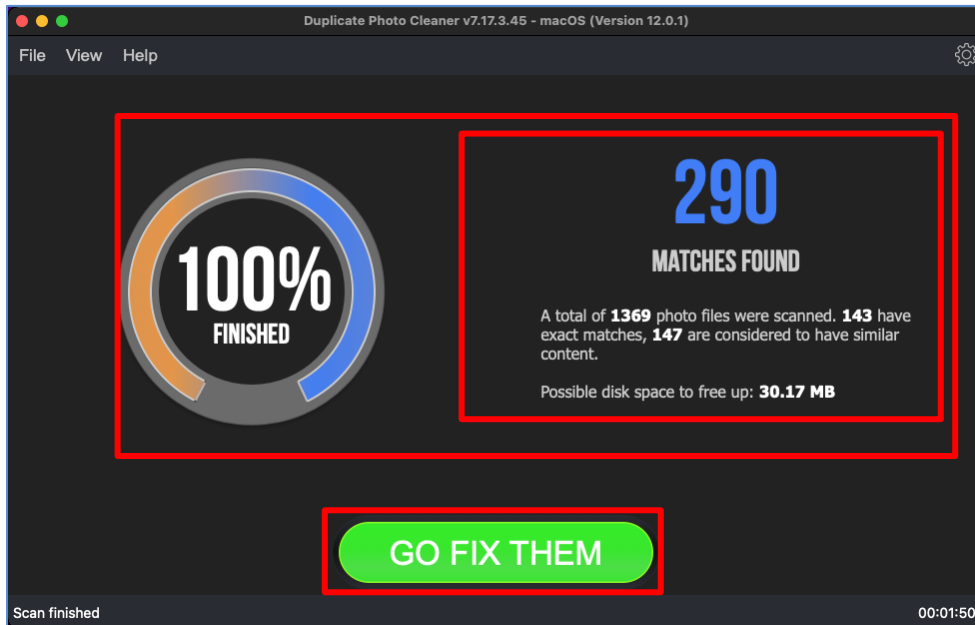 Duplicate Photo Cleaner v7.17.3.45 - macOS (Version 12.0.1)
File View Help
100%
FINISHED
290
MATCHES FOUND
A total of 1369 photo files were scanned. 143 have
exact matches, 147 are considered to have similar
content.
Possible disk space to free up: 30.17 MB
GO FIX THEM
Scan finished
00:01:50